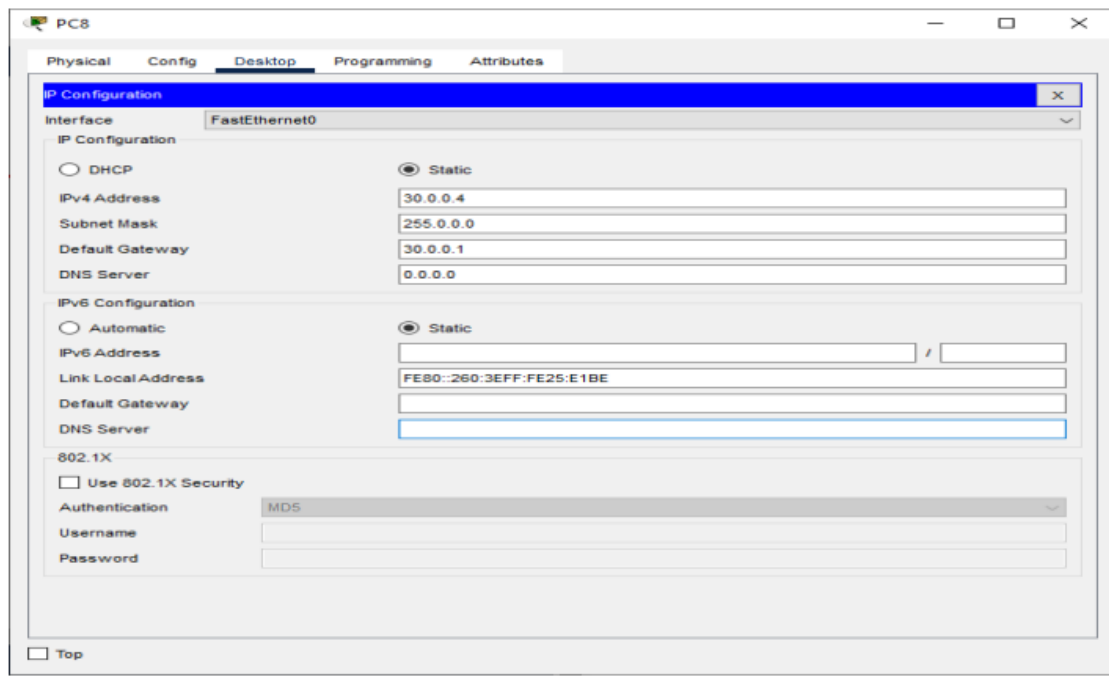 PC8
Physical Config Desktop Programming Attributes
IP Configuration X
Interface FastEthernet0
IP Configuration
DHCP Static
IPv4 Address 30.0.0.4
Subnet Mask 255.0.0.0
Default Gateway 30.0.0.1
DNS Server 0.0.0.0
IPv6 Configuration
Automatic Static
IPv6 Address /
Link Local Address FE80::260:3EFF:FE25:E1BE
Default Gateway
DNS Server
802.1X
Use 802.1X Security
Authentication MD5
Username
Password
Top